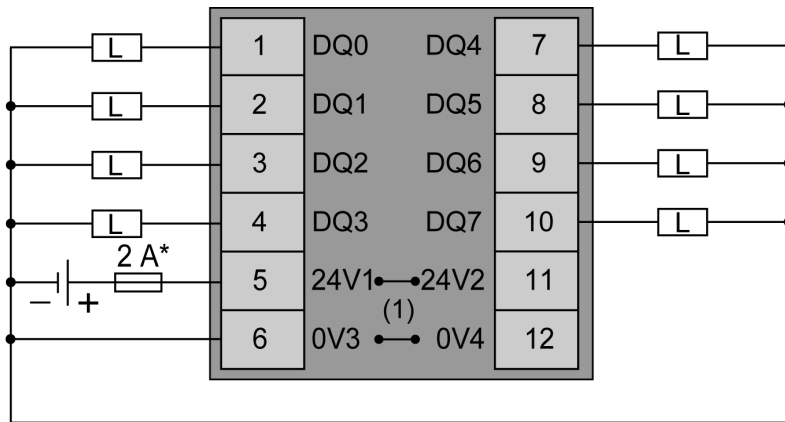 L 1 DQ0 DQ4 7 L
L 2 DQ1 DQ5 8 L
L 3 DQ2 DQ6 9 L
L 4 DQ3 DQ7 10 L
2 A*
− + 5 24V1 24V2 11
(1)
6 0V3 0V4 12